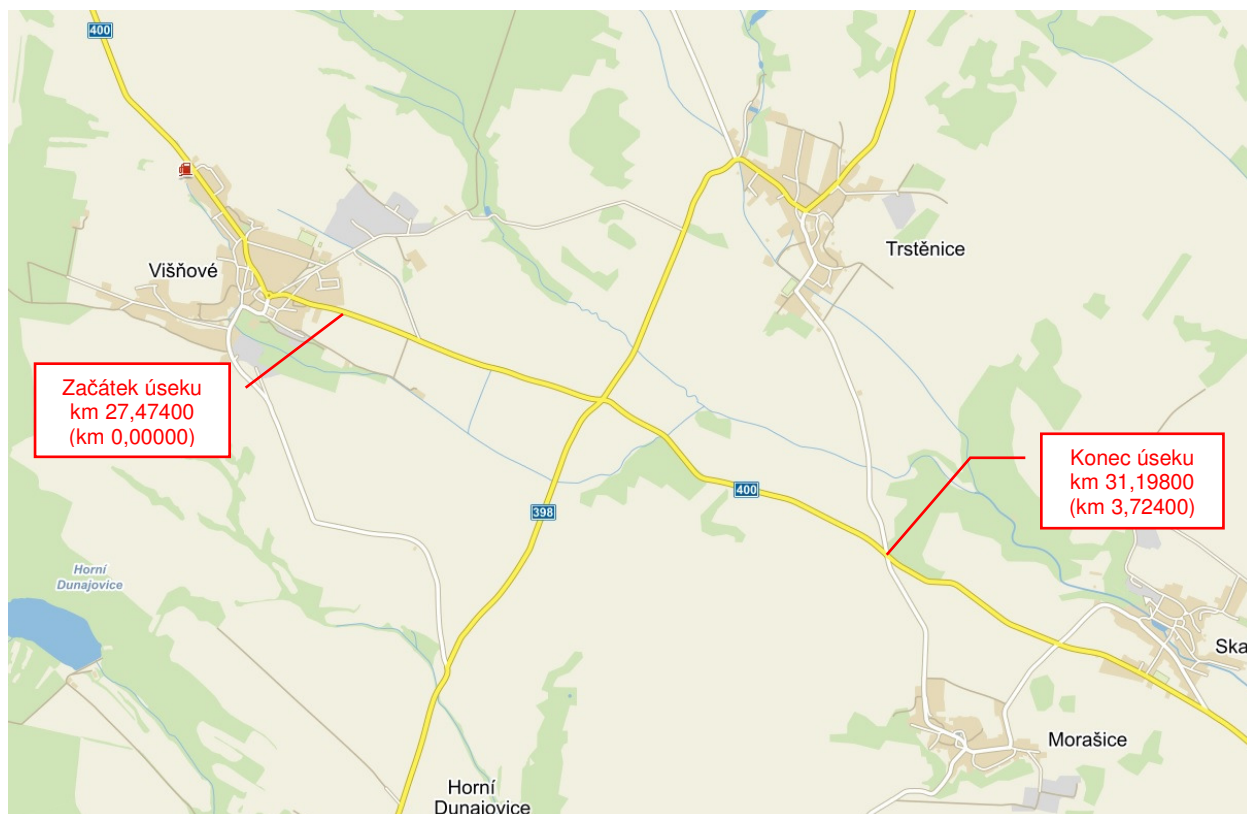 400
Višňové
Trstěnice
Začátek úseku
km 27,47400
(km 0,00000)
Konec úseku
km 31,19800
(km 3,72400)
400
398
Horní
Dunajovice
Ska
Morašice
Horní
Dunajovice